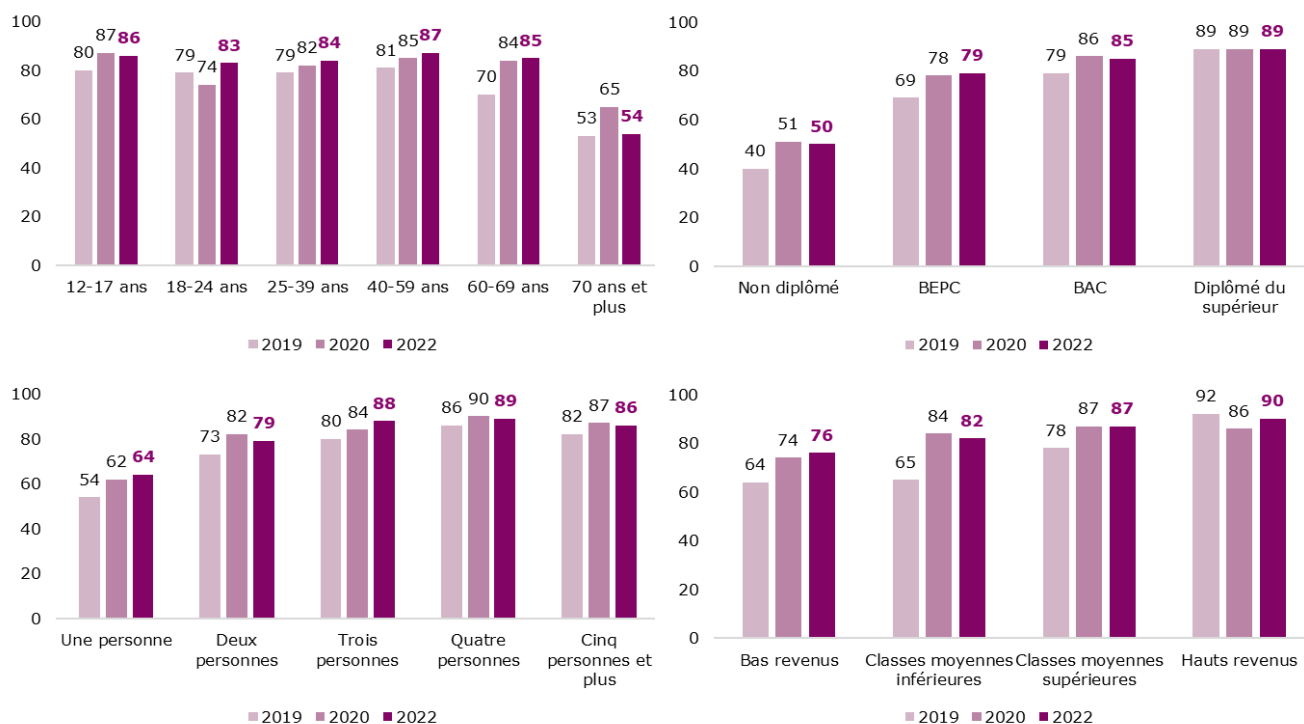 100
80
60
40
20
0
80 87 86
79 74 83
79 82 84
81 85 87
70 84 85
53 65 54
12-17 ans 18-24 ans 25-39 ans 40-59 ans 60-69 ans 70 ans et
plus
2019 2020 2022
100
80
60
40
20
0
40 51 50
69 78 79
79 86 85
89 89 89
Non diplômé BEPC BAC Diplômé du
supérieur
2019 2020 2022
100
80
60
40
20
0
54 62 64
73 82 79
80 84 88
86 90 89
82 87 86
Une personne Deux Trois Quatre Cinq
personnes personnes personnes personnes et
plus
2019 2020 2022
100
80
60
40
20
0
64 74 76
65 84 82
78 87 87
92 86 90
Bas revenus Classes moyennes Classes moyennes Hauts revenus
inférieures supérieures
2019 2020 2022